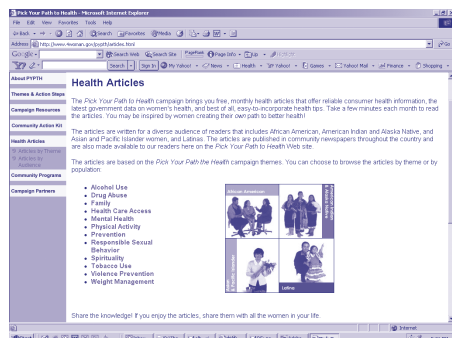 Pick Your Path to Health - Microsoft Internet Explorer
File Edit View Favorites Tools Help
Back Search Favorites Media
Address http://www.4woman.gov/pypth/articles.htm Go
Google Search Web Search Site PageRank Page Info Up
Search Sign In My Yahoo! News Health Yahoo! Games Yahoo! Mail Finance Shopping
About PYPTH
Themes & Action Steps
Campaign Resources
Community Action Kit
Health Articles
Articles by Theme
Articles by
Audience
Community Programs
Campaign Partners
Health Articles
The Pick Your Path to Health campaign brings you free, monthly health articles that offer reliable consumer health information, the
latest government data on women's health, and best of all, easy-to-incorporate health tips. Take a few minutes each month to read
the articles. You may be inspired by women creating their own path to better health!
The articles are written for a diverse audience of readers that includes African American, American Indian and Alaska Native, and
Asian and Pacific Islander women, and Latinas. The articles are published in community newspapers throughout the country and
are also made available to our readers here on the Pick Your Path to Health Web site.
The articles are based on the Pick Your Path the Health campaign themes. You can choose to browse the articles by theme or by
population:
Alcohol Use
Drug Abuse
Family
Health Care Access
Mental Health
Physical Activity
Prevention
Responsible Sexual
Behavior
Spirituality
Tobacco Use
Violence Prevention
Weight Management
African American
American Indian
& Alaska Native
Asian
& Pacific Islander
Latina
Share the knowledge! If you enjoy the articles, share them with all the women in your life.
Internet